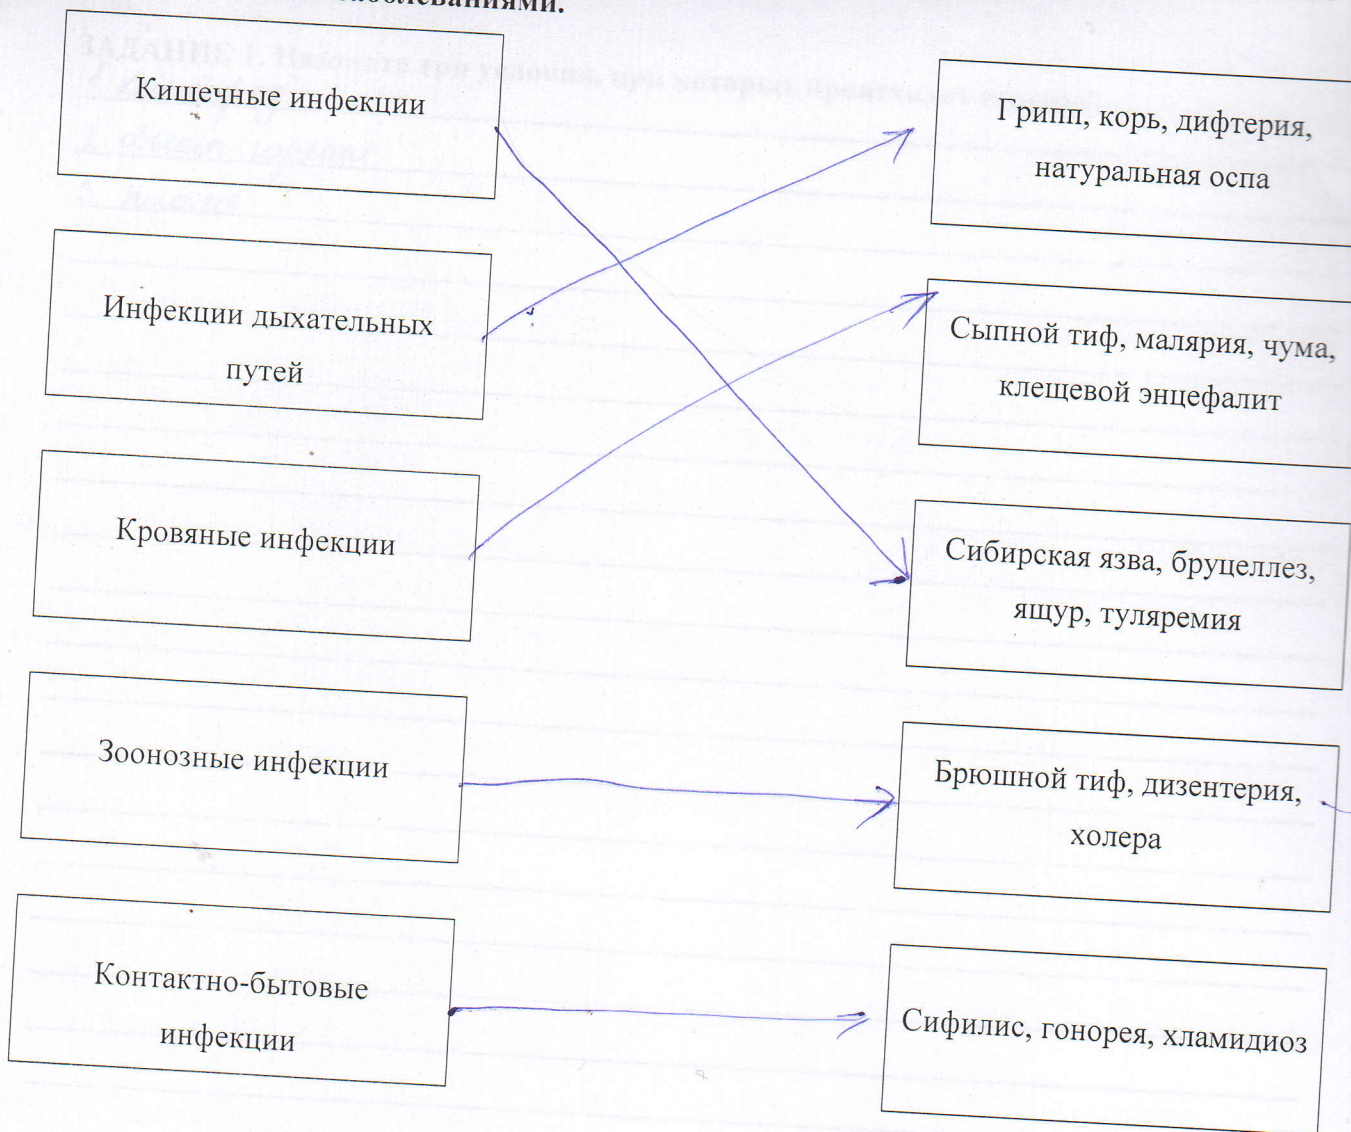 Кищечные инфекции
Грипп, корь, дифтерия,
натуральная оспа
Инфекции дыхательных
путей
Сыпной тиф, малярия, чума,
клещевой энцефалит
Кровяные инфекции
Сибирская язва, бруцеллез,
ящур, туляремия
Зоонозные инфекции
Брюшной тиф, дизентерия,
холера
Контактно-бытовые
инфекции
Сифилис, гонорея, хламидиоз